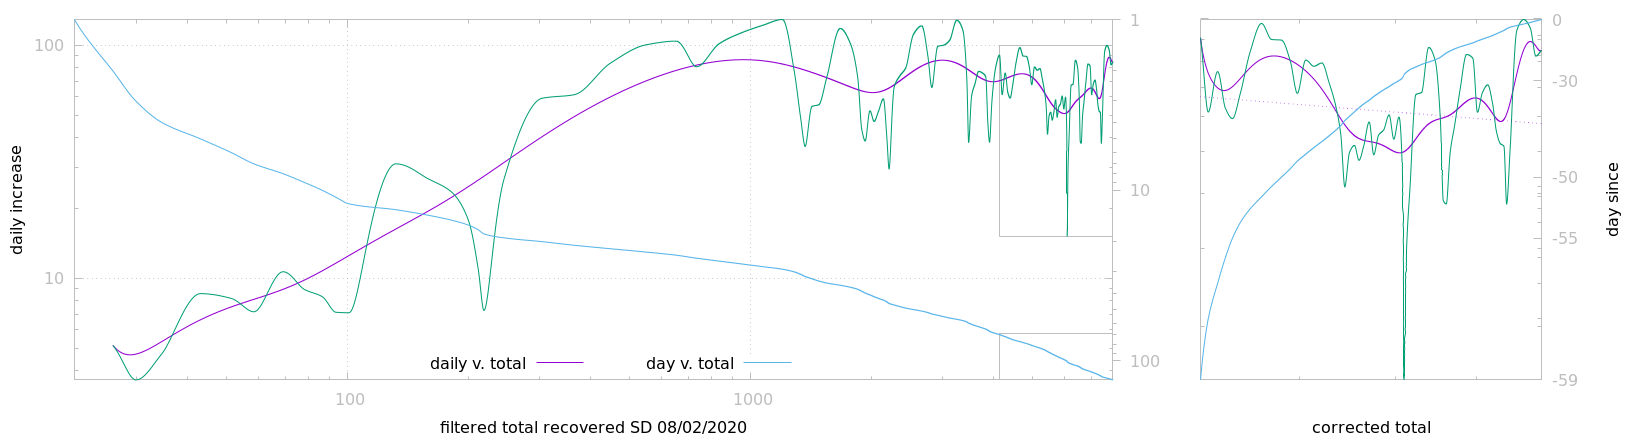 100
10
daily increase
daily v. total
day v. total
100
1000
filtered total recovered SD 08/02/2020
1
10
100
0
-30
-50
-55
-59
day since
corrected total